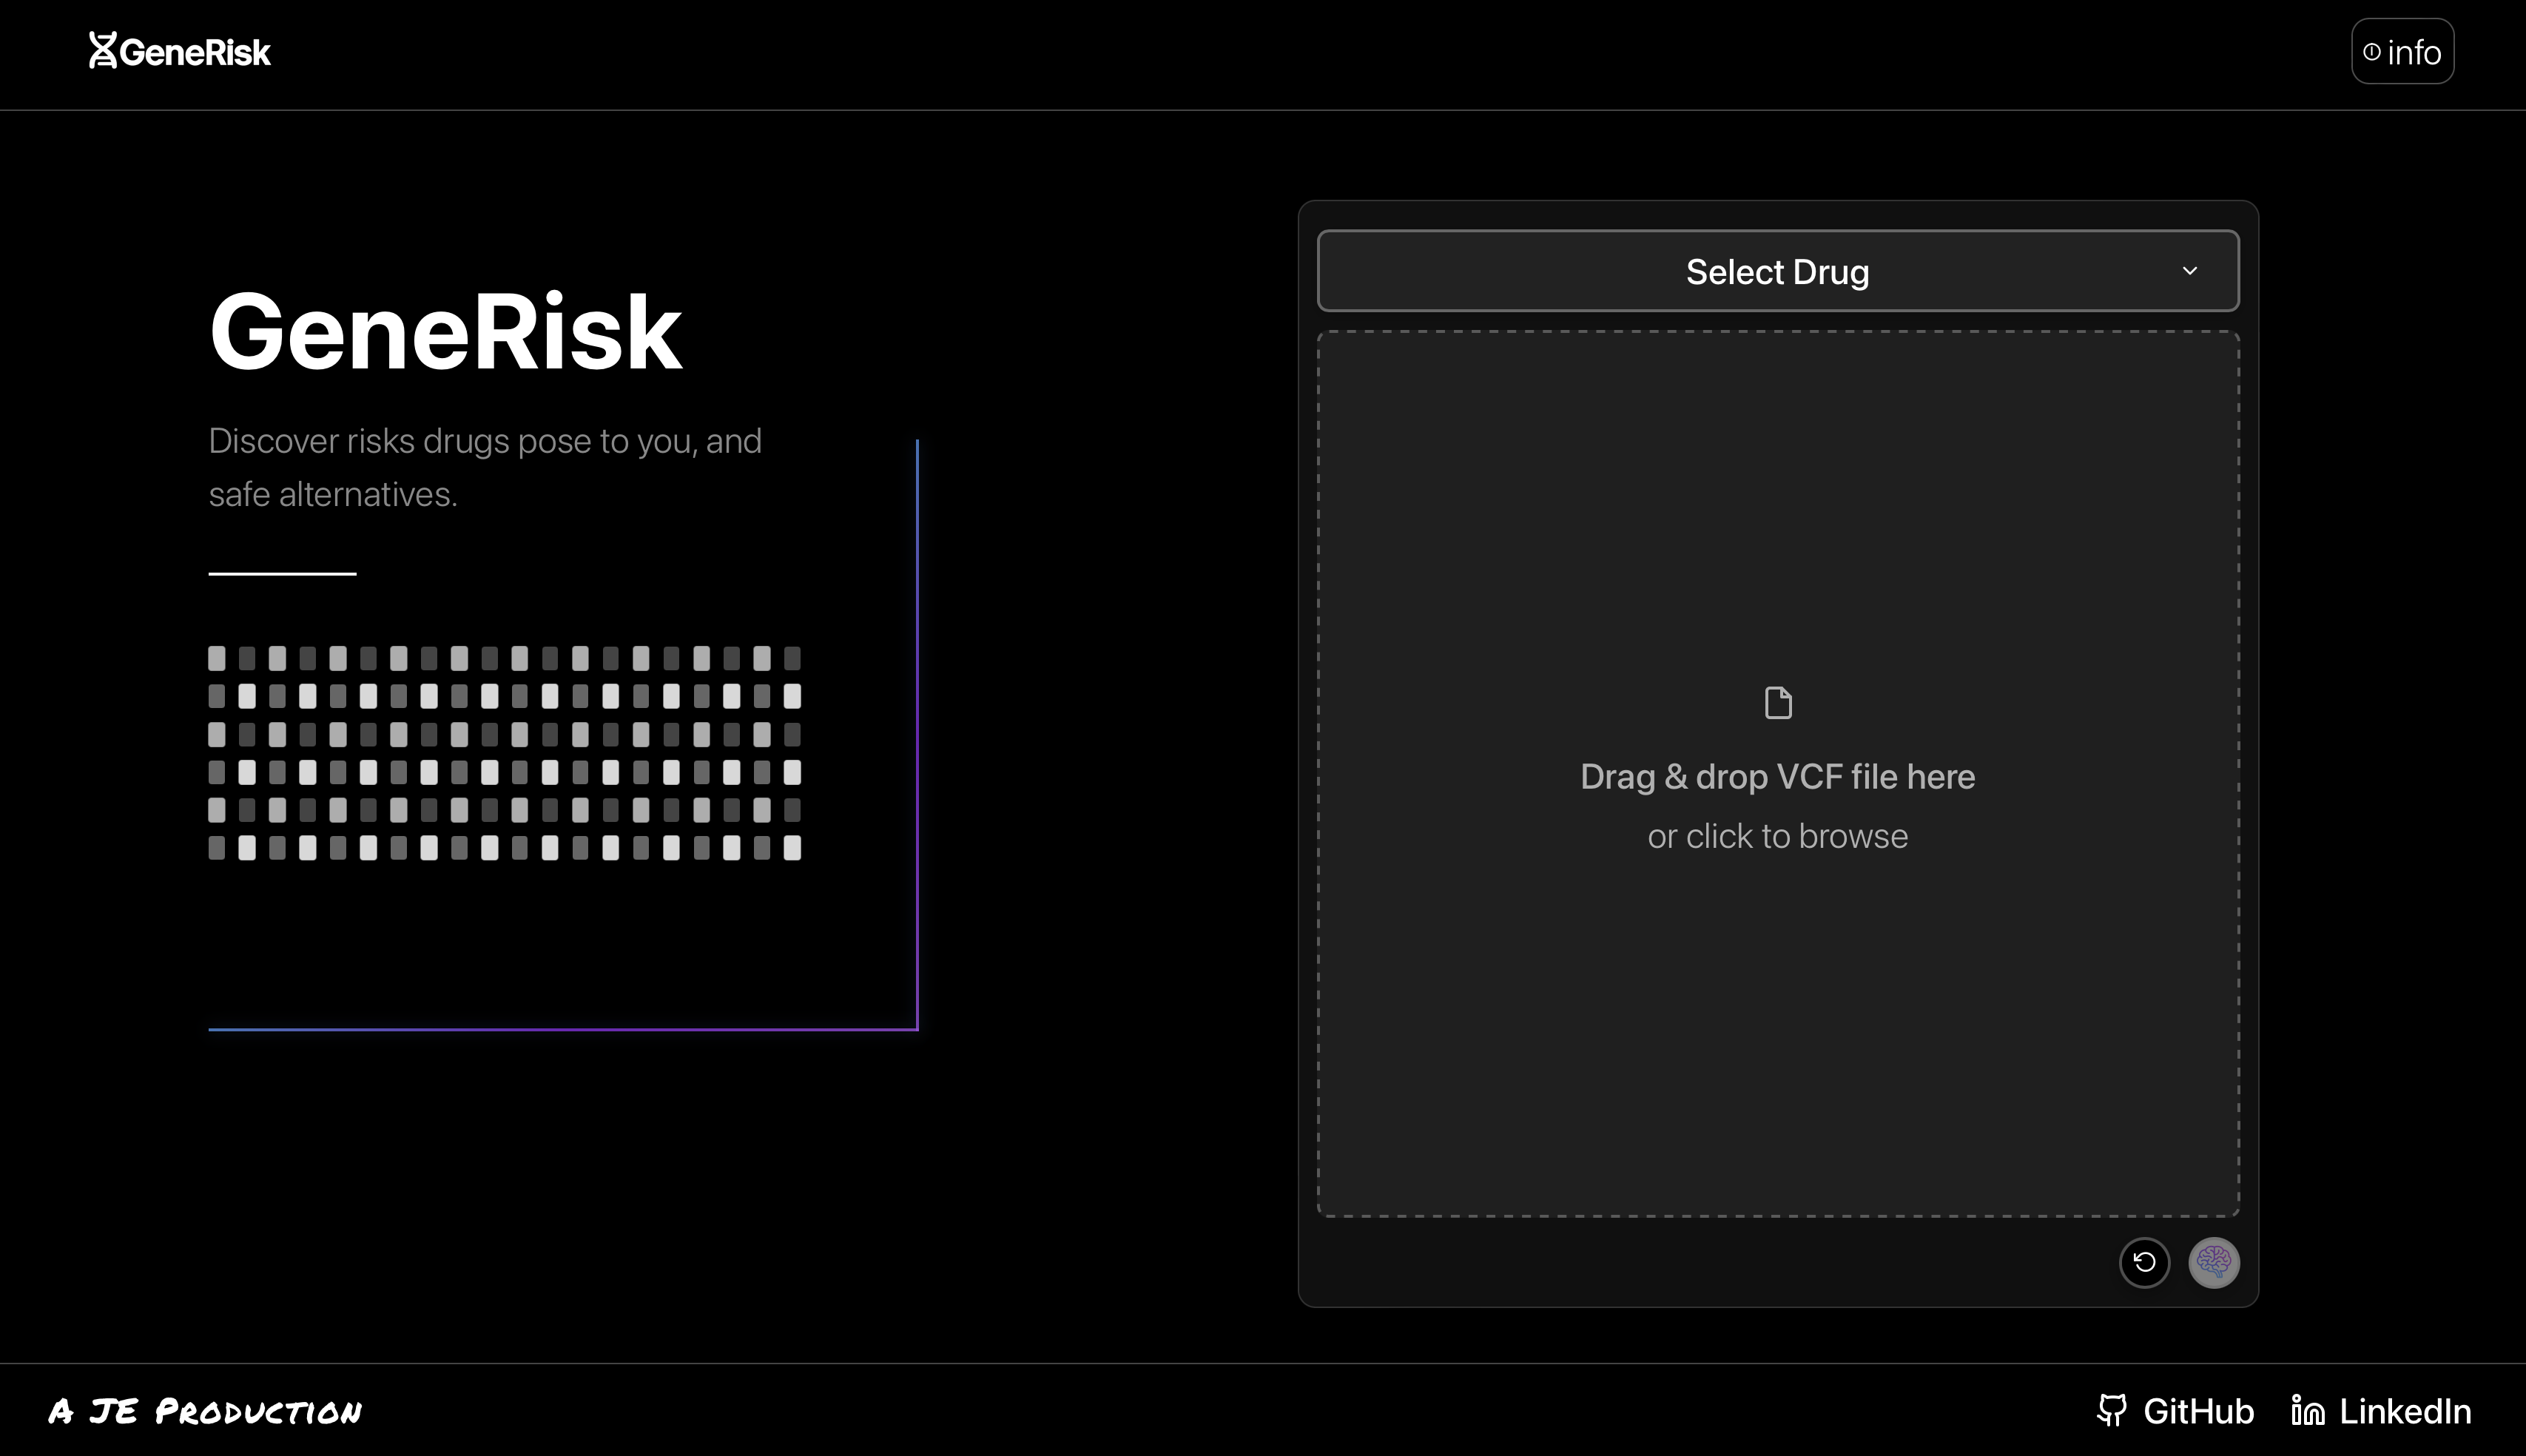 GeneRisk
info
GeneRisk
Discover risks drugs pose to you, and
safe alternatives.
Select Drug
Drag & drop VCF file here
or click to browse
A JE Production
GitHub
LinkedIn